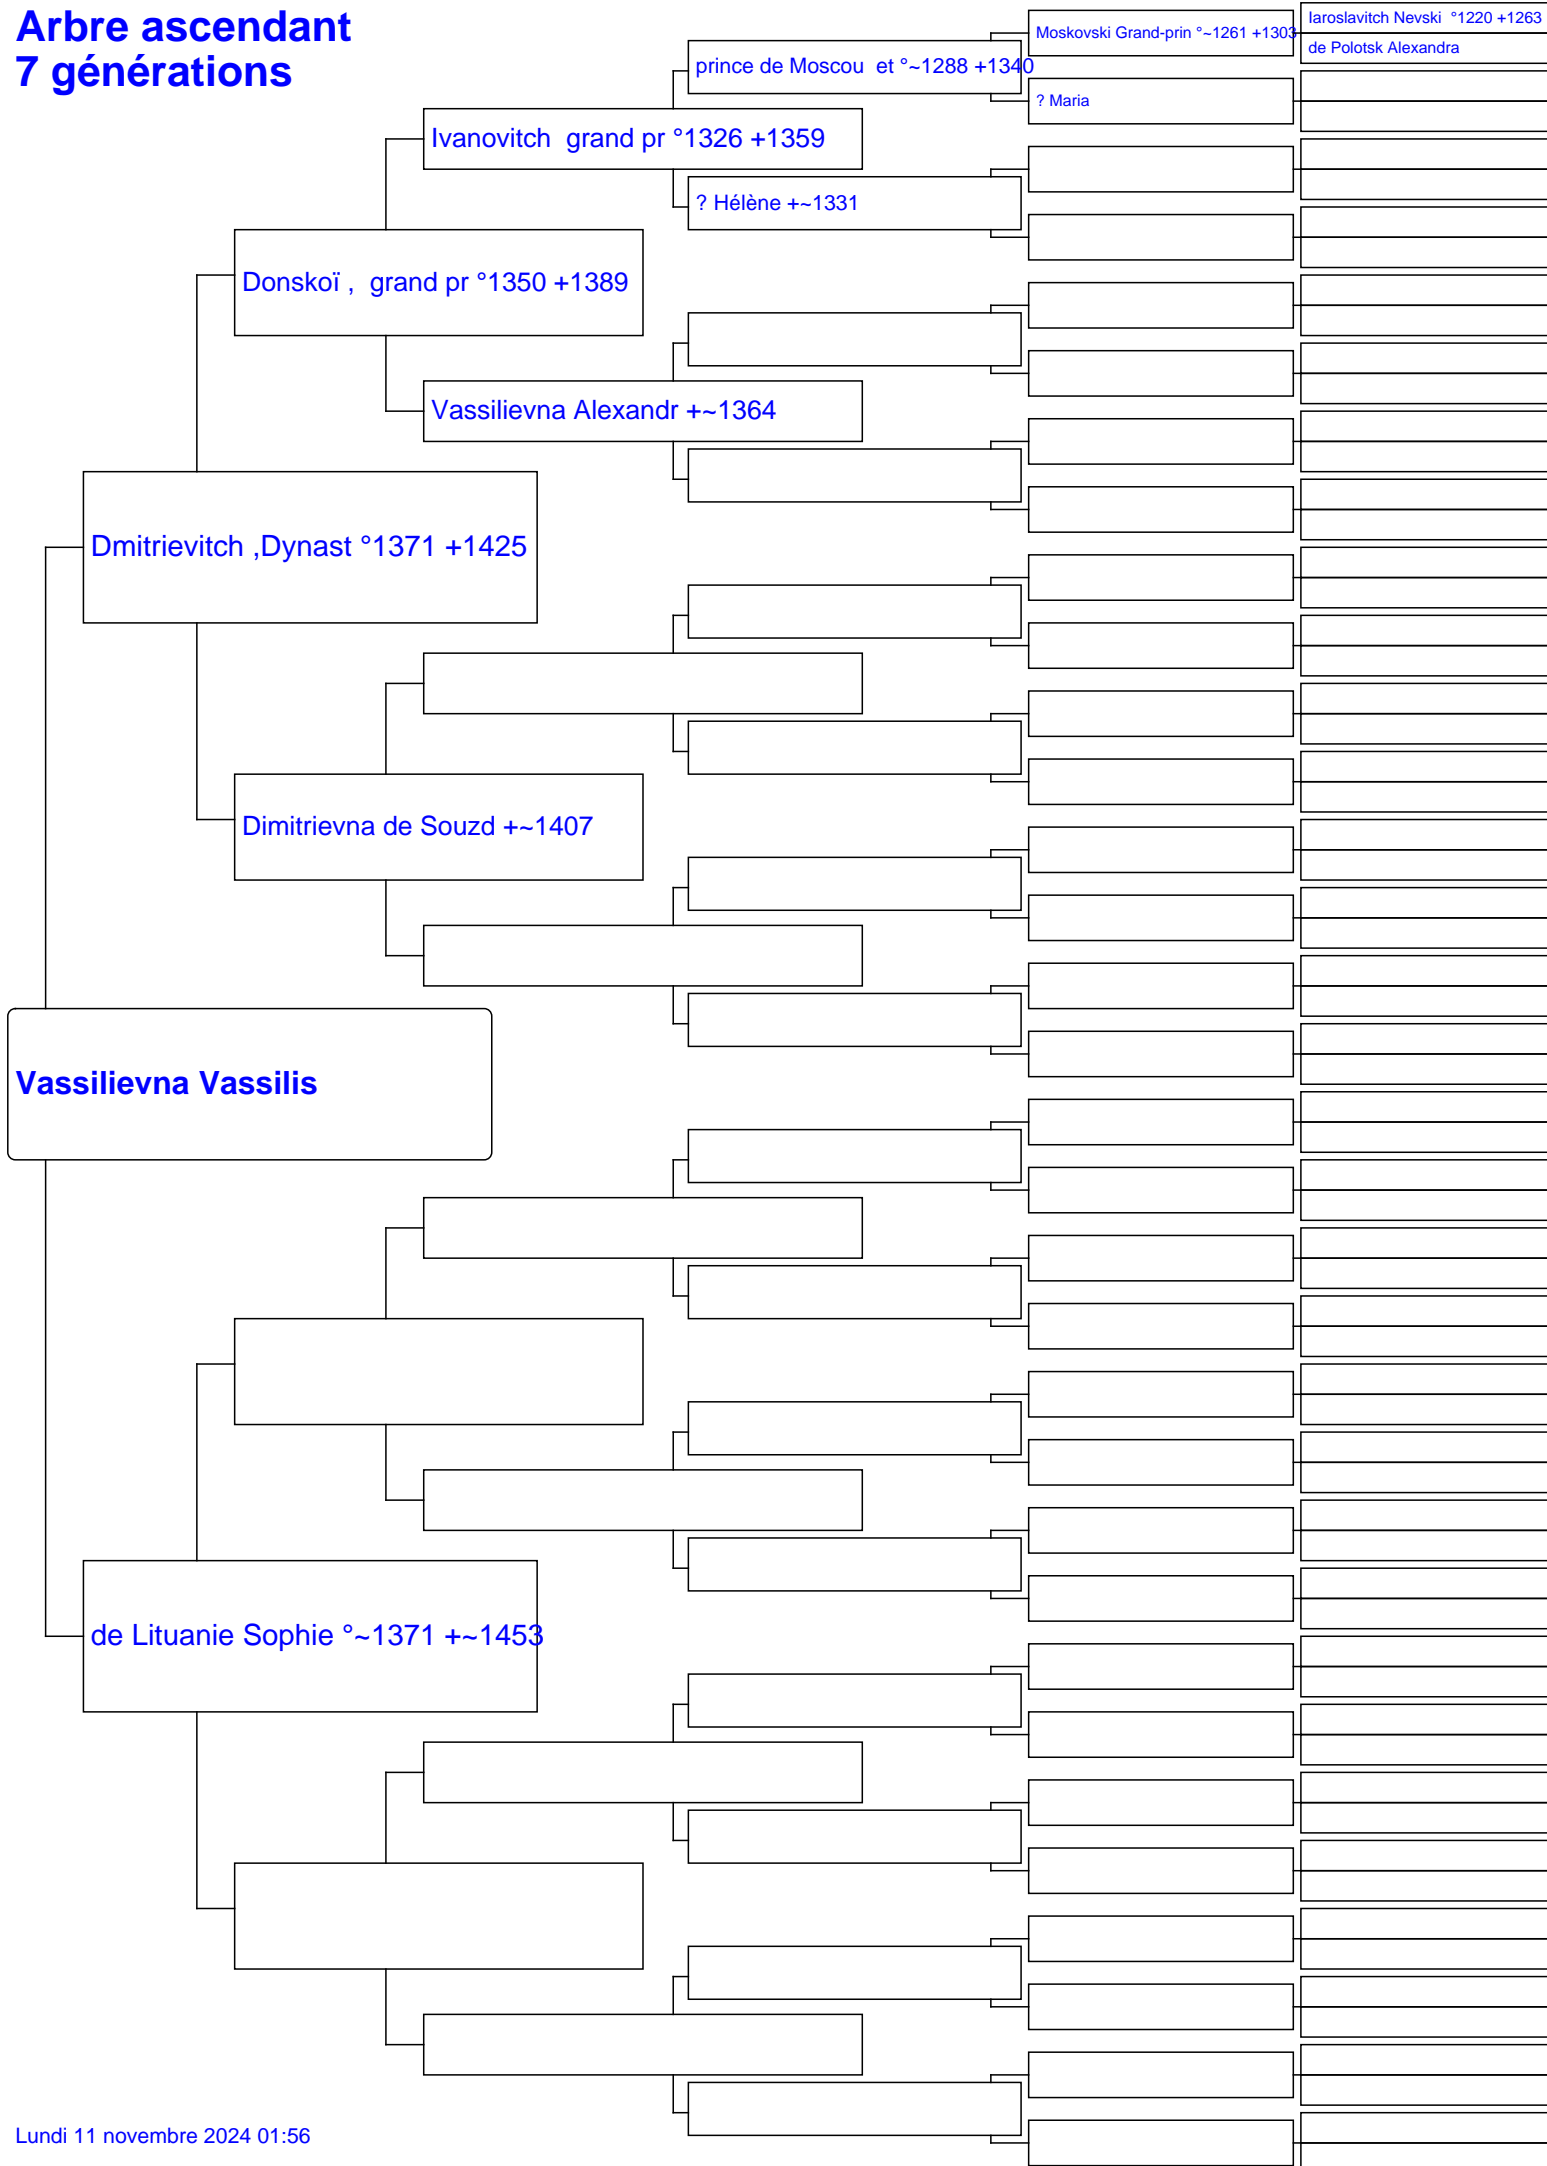 Arbre ascendant
7 générations
Iaroslavitch Nevski °1220 +1263
Moskovski Grand-prin °~1261 +1303
de Polotsk Alexandra
prince de Moscou et °~1288 +1340
? Maria
Ivanovitch grand pr °1326 +1359
? Hélène +~1331
Donskoï , grand pr °1350 +1389
Vassilievna Alexandr +~1364
Dmitrievitch ,Dynast °1371 +1425
Dimitrievna de Souzd +~1407
Vassilievna Vassilis
de Lituanie Sophie °~1371 +~1453
Lundi 11 novembre 2024 01:56